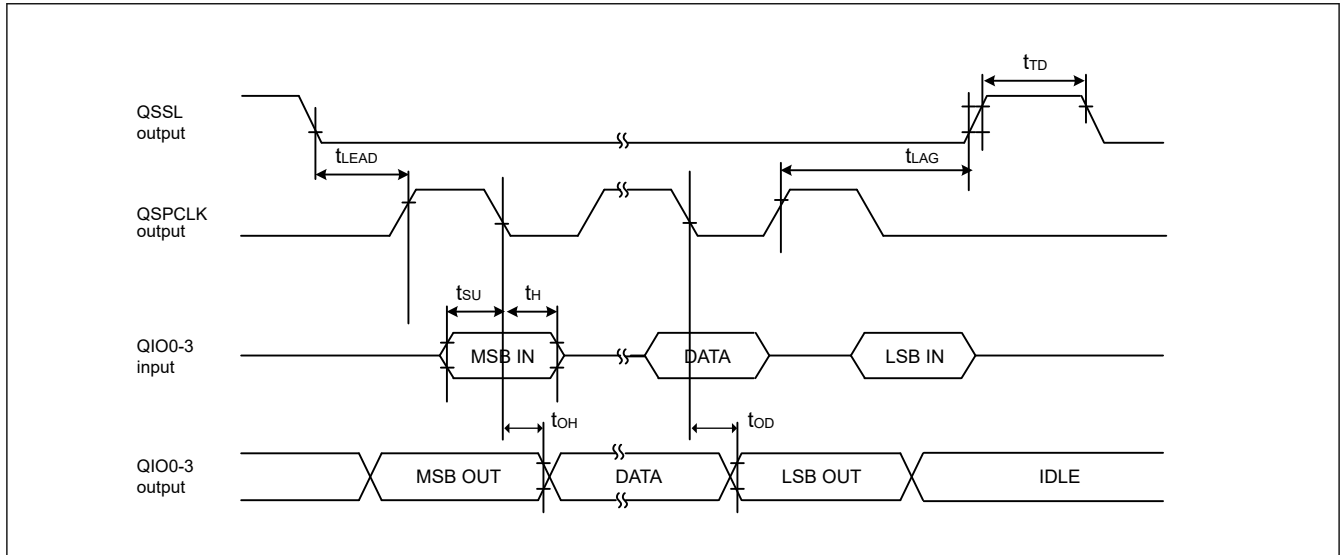 tTD
QSSL
output
tLEAD
tLAG
QSPCLK
output
tSU
tH
QIO0-3
input
MSB IN
DATA
LSB IN
tOH
tOD
QIO0-3
output
MSB OUT
DATA
LSB OUT
IDLE